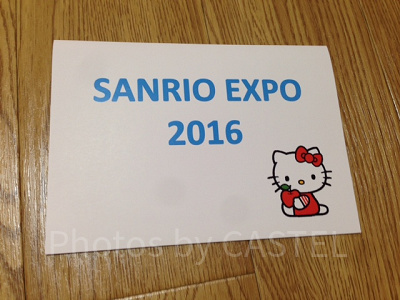 SANRIO EXPO
2016
Photos by CASTEL